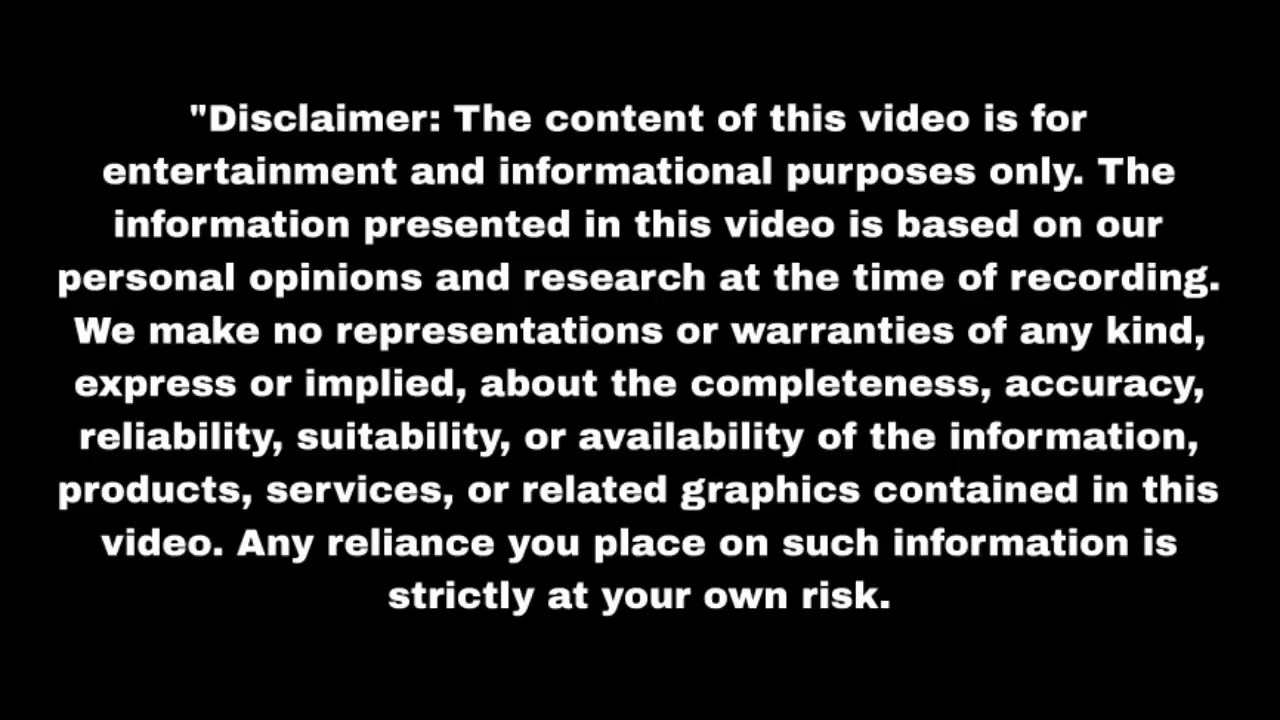 "Disclaimer: The content of this video is for
entertainment and informational purposes only. The
information presented in this video is based on our
personal opinions and research at the time of recording.
We make no representations or warranties of any kind,
express or implied, about the completeness, accuracy,
reliability, suitability, or availability of the information,
products, services, or related graphics contained in this
video. Any reliance you place on such information is
strictly at your own risk.